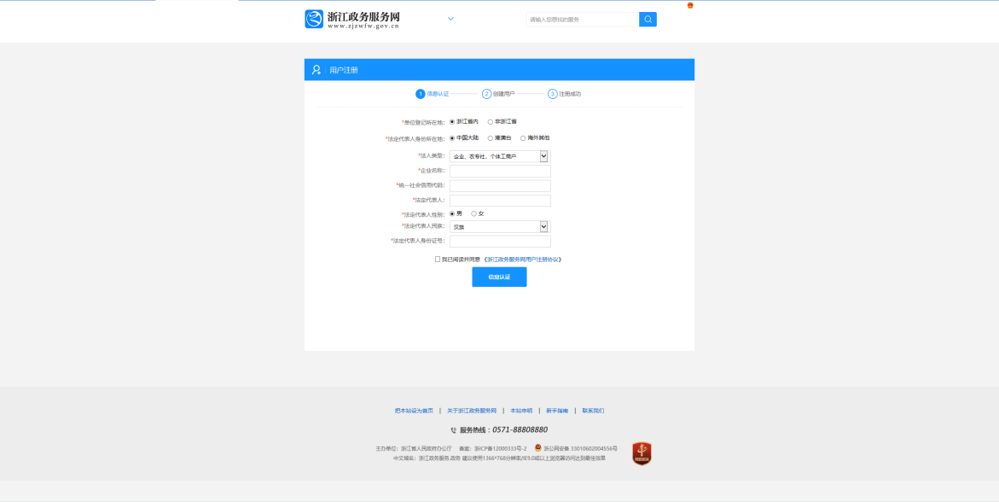 浙江政务服务网
www.zjzwfw.gov.cn
请输入您想找的服务
用户注册
1 信息认证 2 创建用户 3 注册成功
*单位登记所在地： 浙江省内 非浙江省
*法定代表人身份所在地： 中国大陆 港澳台 海外其他
*法人类型： 企业、农专社、个体工商户
*企业名称：
*统一社会信用代码：
*法定代表人：
*法定代表人性别： 男 女
*法定代表人民族： 汉族
*法定代表人身份证号：
我已阅读并同意 《浙江政务服务网用户注册协议》
信息认证
把本站设为首页 | 关于浙江政务服务网 | 本站申明 | 新手指南 | 联系我们
服务热线：0571-88808880
主办单位：浙江省人民政府办公厅 备案：浙ICP备12000333号-2 浙公网安备 33010602004556号
中文域名：浙江政务服务.政务 建议使用1366*768分辨率/IE9.0或以上浏览器访问达到最佳效果
党政机关